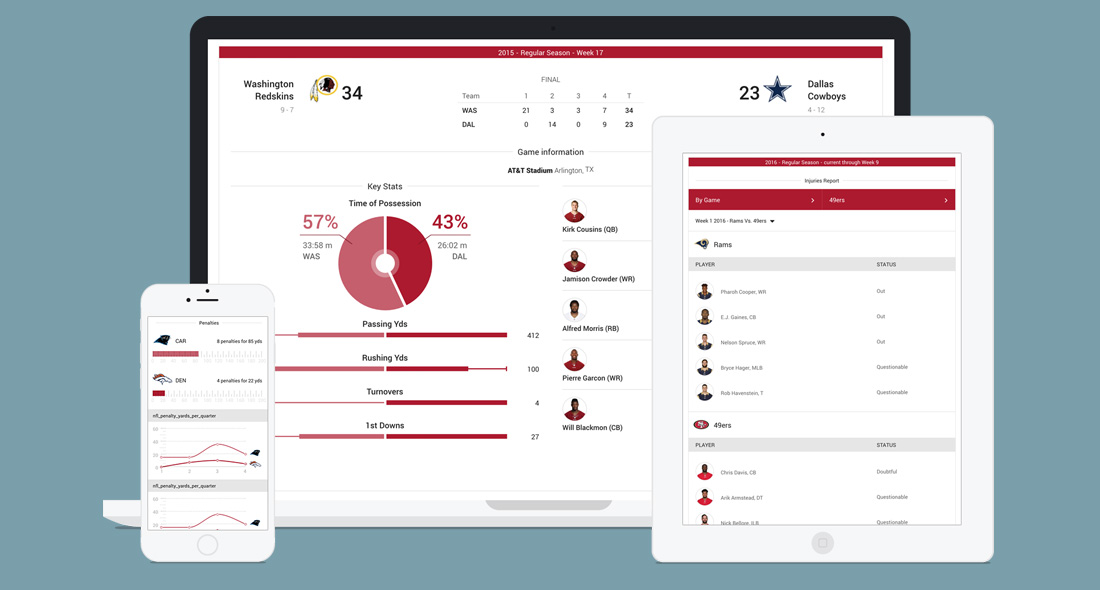 2015 - Regular Season - Week 17
Washington
Redskins
9 - 7
34
FINAL
Team 1 2 3 4 T
WAS 21 3 3 7 34
DAL 0 14 0 9 23
23
Dallas
Cowboys
4 - 12
Game information
AT&T Stadium Arlington, TX
Key Stats
Time of Possession
57%
33:58 m
WAS
43%
26:02 m
DAL
Passing Yds
412
Rushing Yds
100
Turnovers
4
1st Downs
27
Kirk Cousins (QB)
Jamison Crowder (WR)
Alfred Morris (RB)
Pierre Garcon (WR)
Will Blackmon (CB)
Penalties
CAR 8 penalties for 85 yds
DEN 4 penalties for 22 yds
nfl_penalty_yards_per_quarter
60
40
20
0
1 2 3 4
nfl_penalty_yards_per_quarter
60
40
20
2016 - Regular Season - current through Week 9
Injuries Report
By Game 49ers
Week 1 2016 - Rams Vs. 49ers
Rams
PLAYER STATUS
Pharoh Cooper, WR Out
E.J. Gaines, CB Out
Nelson Spruce, WR Out
Bryce Hager, MLB Questionable
Rob Havenstein, T Questionable
49ers
PLAYER STATUS
Chris Davis, CB Doubtful
Arik Armstead, DT Questionable
Nick Bellore, ILB Questionable